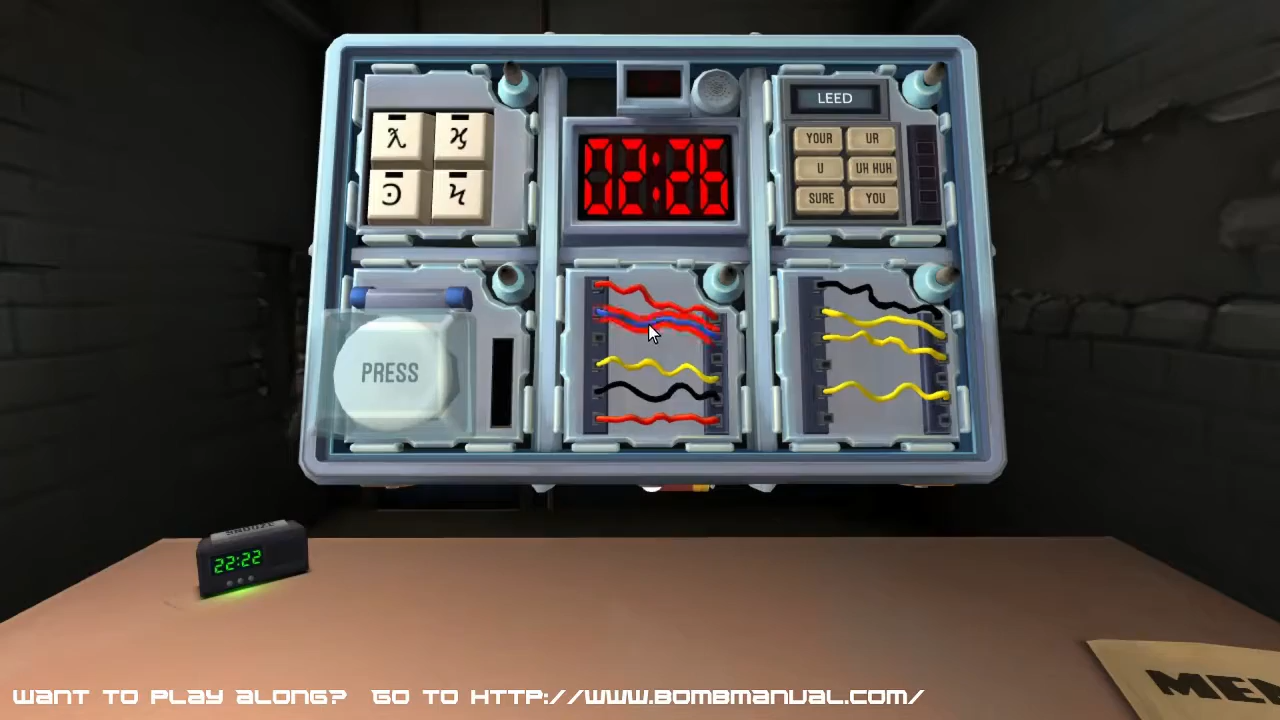 LEED
YOUR
UR
U
UH HUH
SURE
YOU
ƛ
Ϗ
Ͽ
Ϟ
02:26
PRESS
SNOOZE
22:22
WANT TO PLAY ALONG? GO TO HTTP://WWW.BOMBMANUAL.COM/